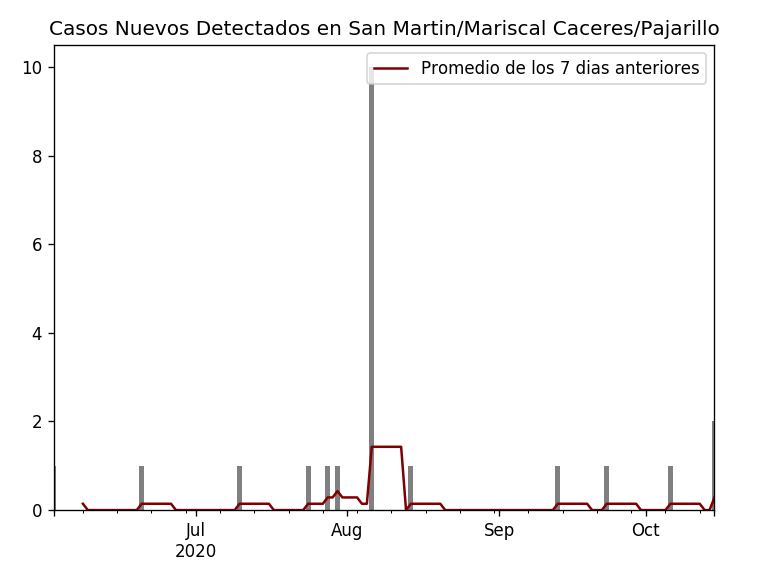 Casos Nuevos Detectados en San Martin/Mariscal Caceres/Pajarillo
Promedio de los 7 dias anteriores
10
8
6
4
2
0
Jul
2020
Aug
Sep
Oct